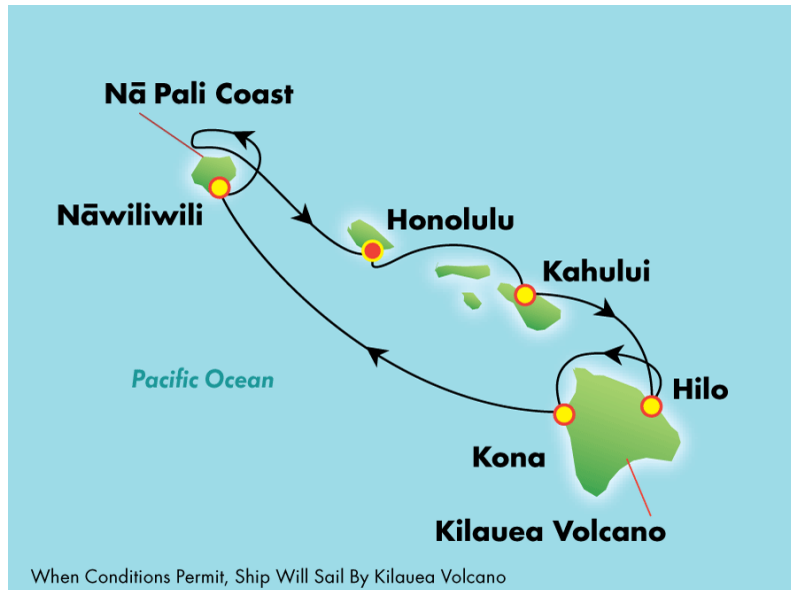 Nā Pali Coast
Nāwiliwili
Honolulu
Kahului
Pacific Ocean
Hilo
Kona
Kilauea Volcano
When Conditions Permit, Ship Will Sail By Kilauea Volcano